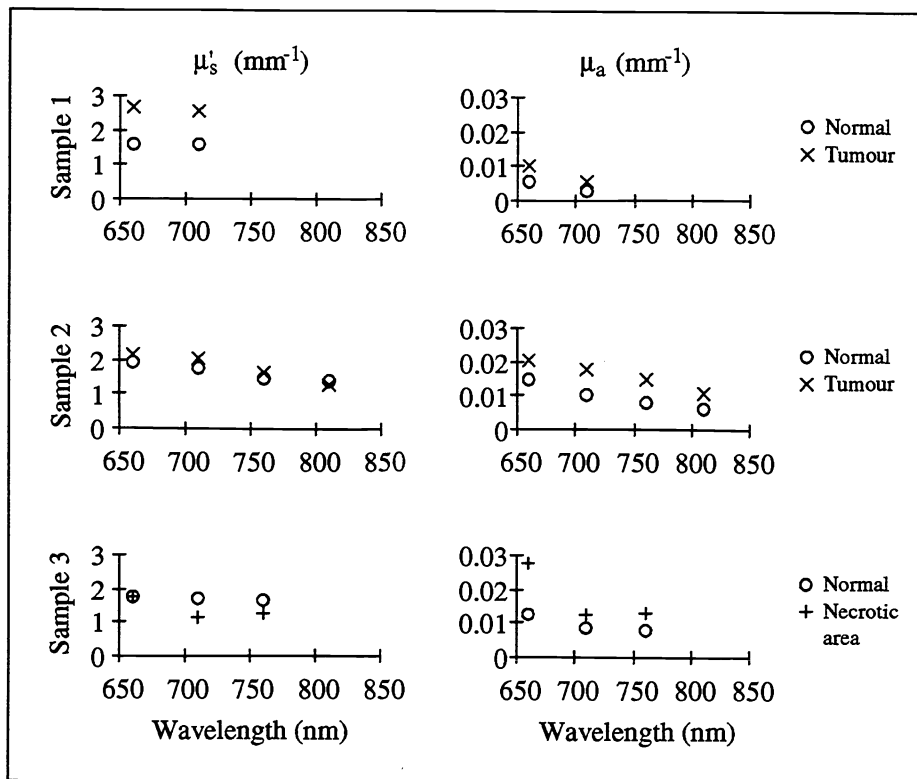 μ's (mm-1)
μa (mm-1)
Sample 1
3
2
1
0
650 700 750 800 850
0.03
0.02
0.01
0
650 700 750 800 850
Normal
Tumour
Sample 2
3
2
1
0
650 700 750 800 850
0.03
0.02
0.01
0
650 700 750 800 850
Normal
Tumour
Sample 3
3
2
1
0
650 700 750 800 850
Wavelength (nm)
0.03
0.02
0.01
0
650 700 750 800 850
Wavelength (nm)
Normal
Necrotic
area